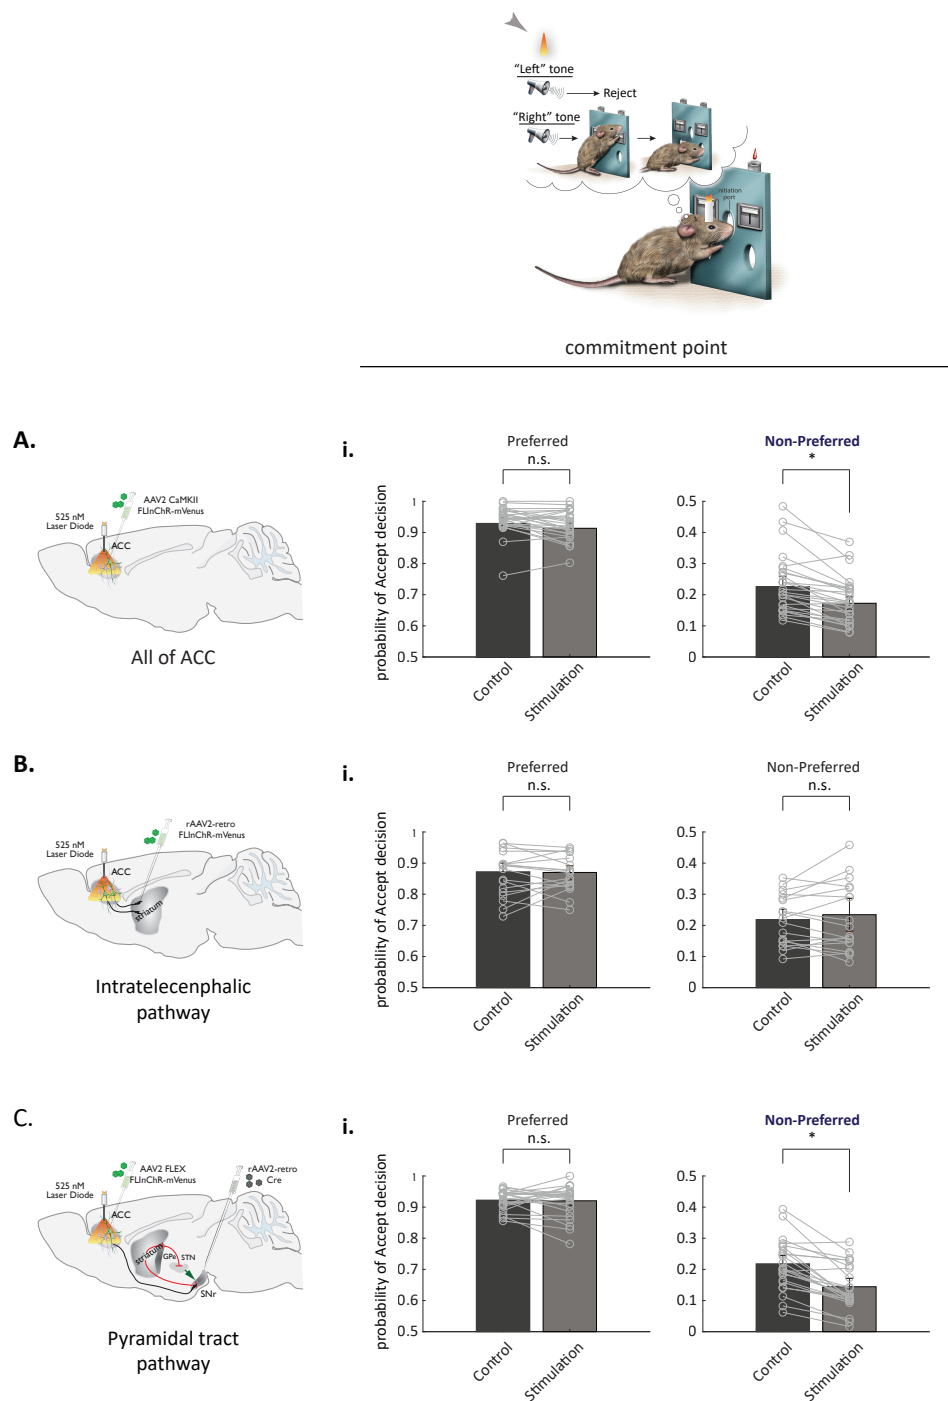 "Left" tone
Reject
"Right" tone
initiation
port
commitment point
A.
i.
Preferred
n.s.
Non-Preferred
*
AAV2 CaMKII
FLInChR-mVenus
525 nM
Laser Diode
ACC
All of ACC
probability of Accept decision
1
0.9
0.8
0.7
0.6
0.5
Control
Stimulation
0.5
0.4
0.3
0.2
0.1
0
Control
Stimulation
B.
i.
Preferred
n.s.
Non-Preferred
n.s.
rAAV2-retro
FLInChR-mVenus
525 nM
Laser Diode
ACC
striatum
Intratelecenphalic
pathway
probability of Accept decision
1
0.9
0.8
0.7
0.6
0.5
Control
Stimulation
0.5
0.4
0.3
0.2
0.1
0
Control
Stimulation
C.
i.
Preferred
n.s.
Non-Preferred
*
AAV2 FLEX
FLInChR-mVenus
rAAV2-retro
Cre
525 nM
Laser Diode
ACC
striatum
GPe
STN
SNr
Pyramidal tract
pathway
probability of Accept decision
1
0.9
0.8
0.7
0.6
0.5
Control
Stimulation
0.5
0.4
0.3
0.2
0.1
0
Control
Stimulation